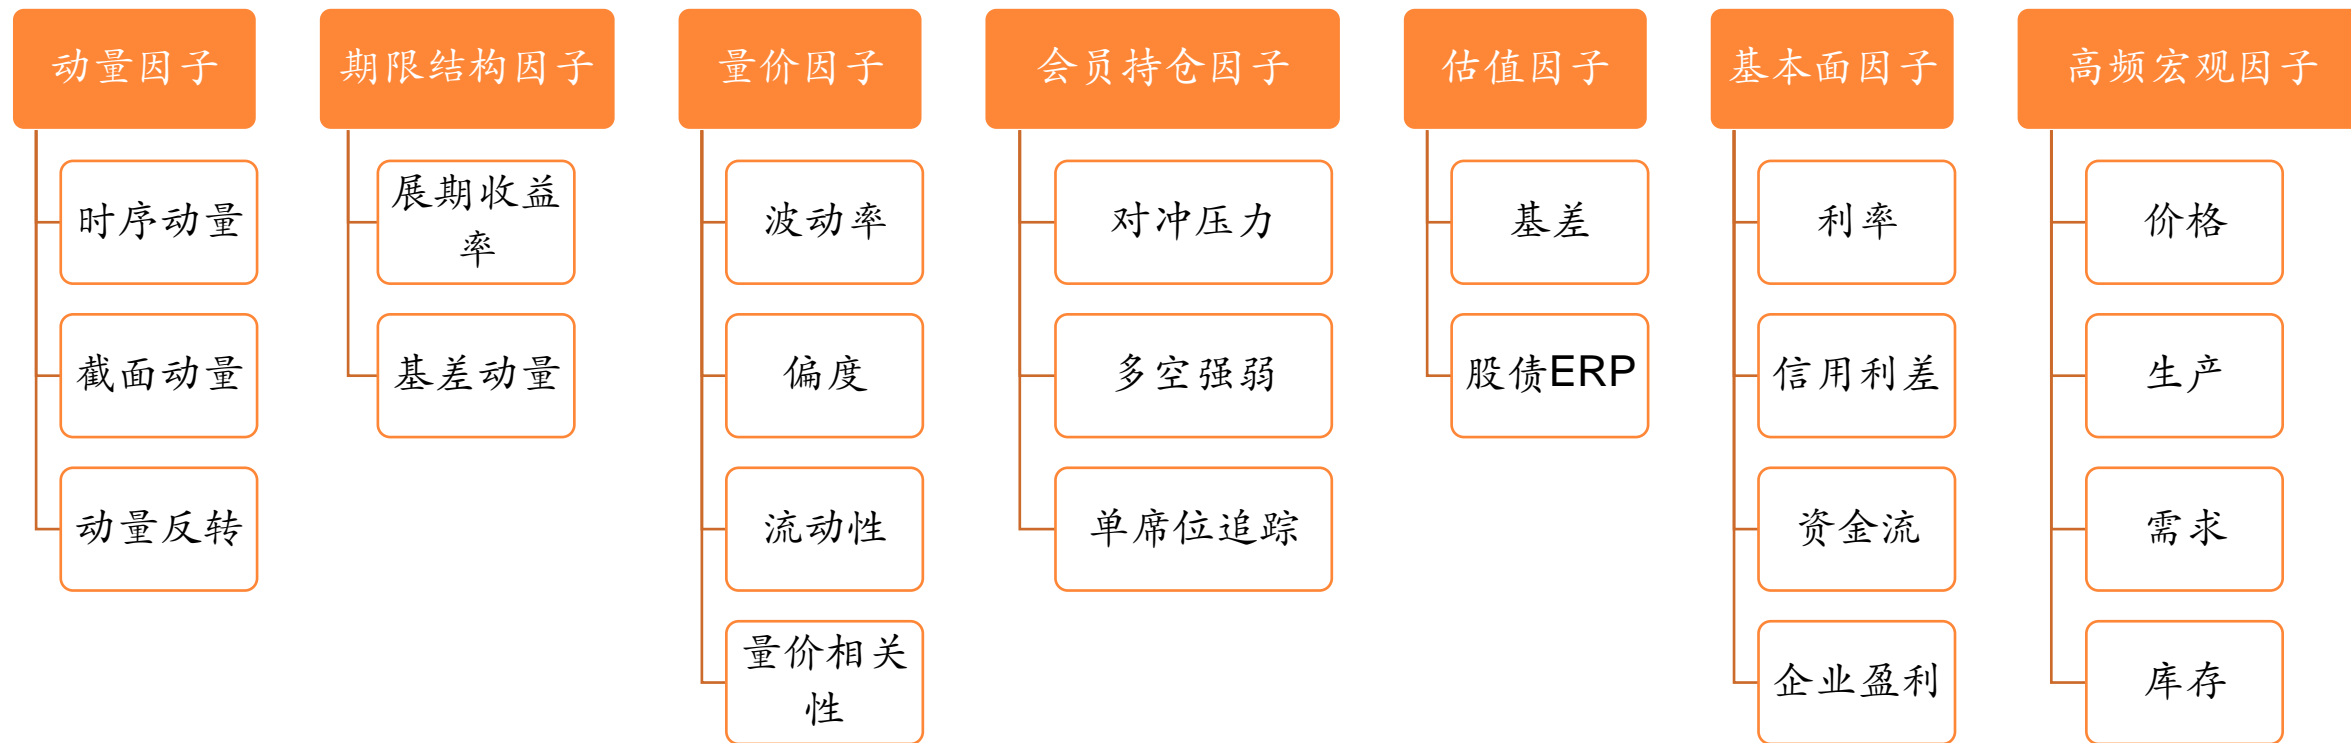 动量因子
时序动量
截面动量
动量反转
期限结构因子
展期收益
率
基差动量
量价因子
波动率
偏度
流动性
量价相关
性
会员持仓因子
对冲压力
多空强弱
单席位追踪
估值因子
基差
股债ERP
基本面因子
利率
信用利差
资金流
企业盈利
高频宏观因子
价格
生产
需求
库存